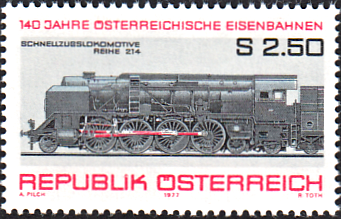 140 JAHRE ÖSTERREICHISCHE EISENBAHNEN
SCHNELLZUGSLOKOMOTIVE
REIHE 214
S 2.50
REPUBLIK ÖSTERREICH
A. PILCH 1977 R. TOTH